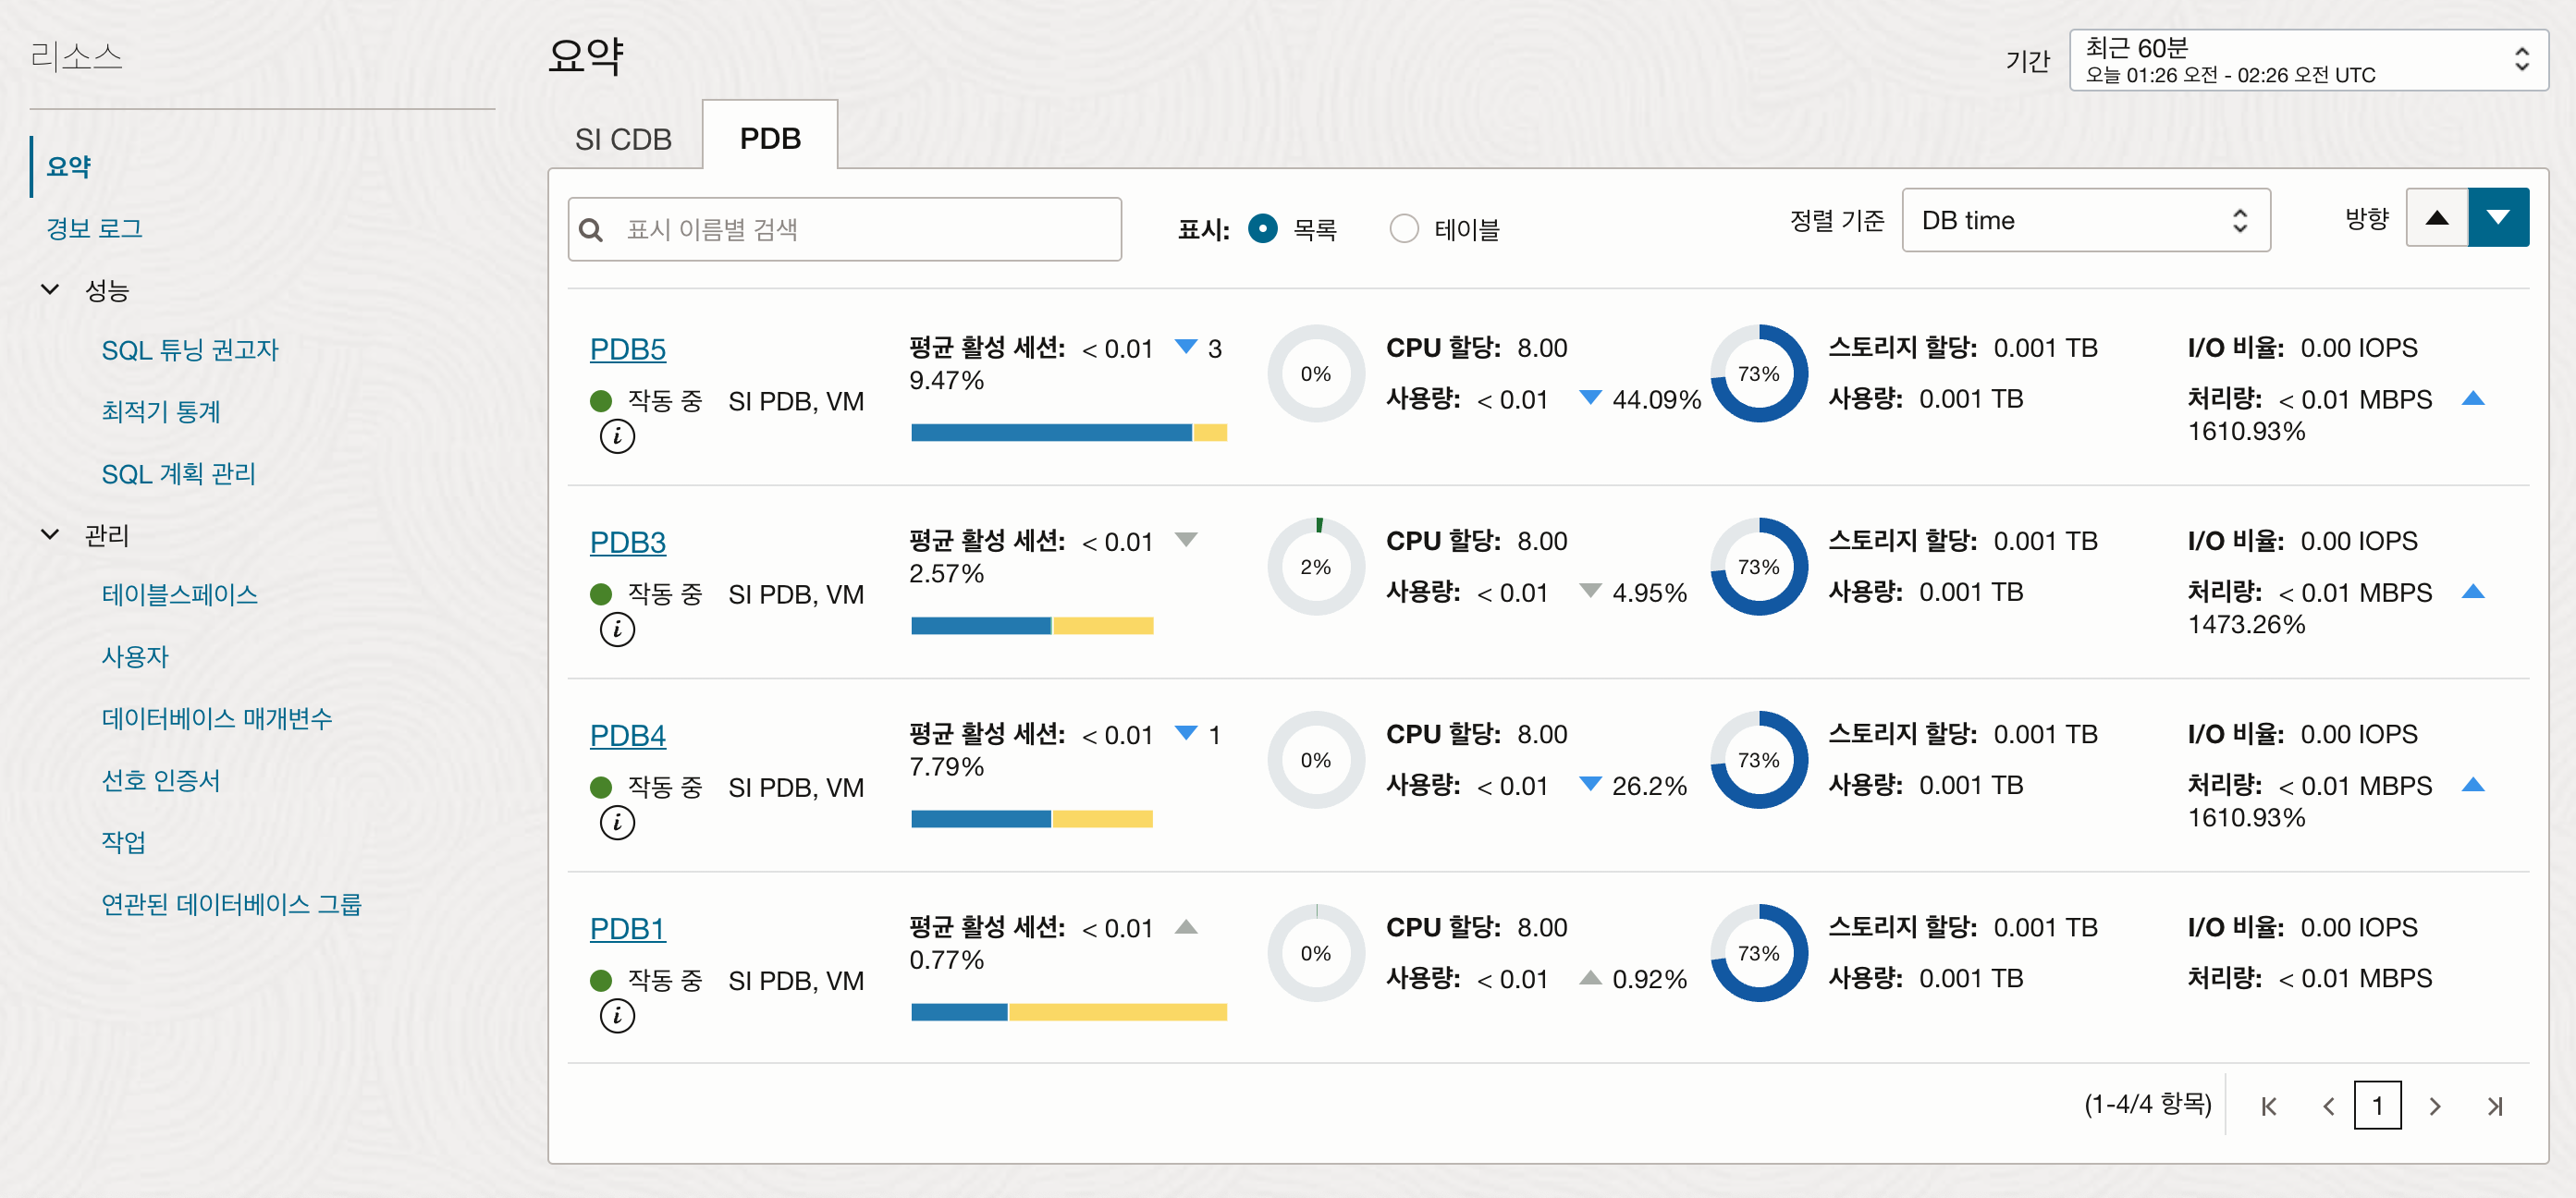 리소스
요약
경보 로그
성능
SQL 튜닝 권고자
최적기 통계
SQL 계획 관리
관리
테이블스페이스
사용자
데이터베이스 매개변수
선호 인증서
작업
연관된 데이터베이스 그룹
요약
기간
최근 60분
오늘 01:26 오전 - 02:26 오전 UTC
SI CDB PDB
표시 이름별 검색 표시: 목록 테이블 정렬 기준 DB time 방향
PDB5
작동 중 SI PDB, VM
i
평균 활성 세션: < 0.01 3
9.47%
0%
CPU 할당: 8.00
사용량: < 0.01 44.09%
73%
스토리지 할당: 0.001 TB
사용량: 0.001 TB
I/O 비율: 0.00 IOPS
처리량: < 0.01 MBPS
1610.93%
PDB3
작동 중 SI PDB, VM
i
평균 활성 세션: < 0.01
2.57%
2%
CPU 할당: 8.00
사용량: < 0.01 4.95%
73%
스토리지 할당: 0.001 TB
사용량: 0.001 TB
I/O 비율: 0.00 IOPS
처리량: < 0.01 MBPS
1473.26%
PDB4
작동 중 SI PDB, VM
i
평균 활성 세션: < 0.01 1
7.79%
0%
CPU 할당: 8.00
사용량: < 0.01 26.2%
73%
스토리지 할당: 0.001 TB
사용량: 0.001 TB
I/O 비율: 0.00 IOPS
처리량: < 0.01 MBPS
1610.93%
PDB1
작동 중 SI PDB, VM
i
평균 활성 세션: < 0.01
0.77%
0%
CPU 할당: 8.00
사용량: < 0.01 0.92%
73%
스토리지 할당: 0.001 TB
사용량: 0.001 TB
I/O 비율: 0.00 IOPS
처리량: < 0.01 MBPS
(1-4/4 항목) 1